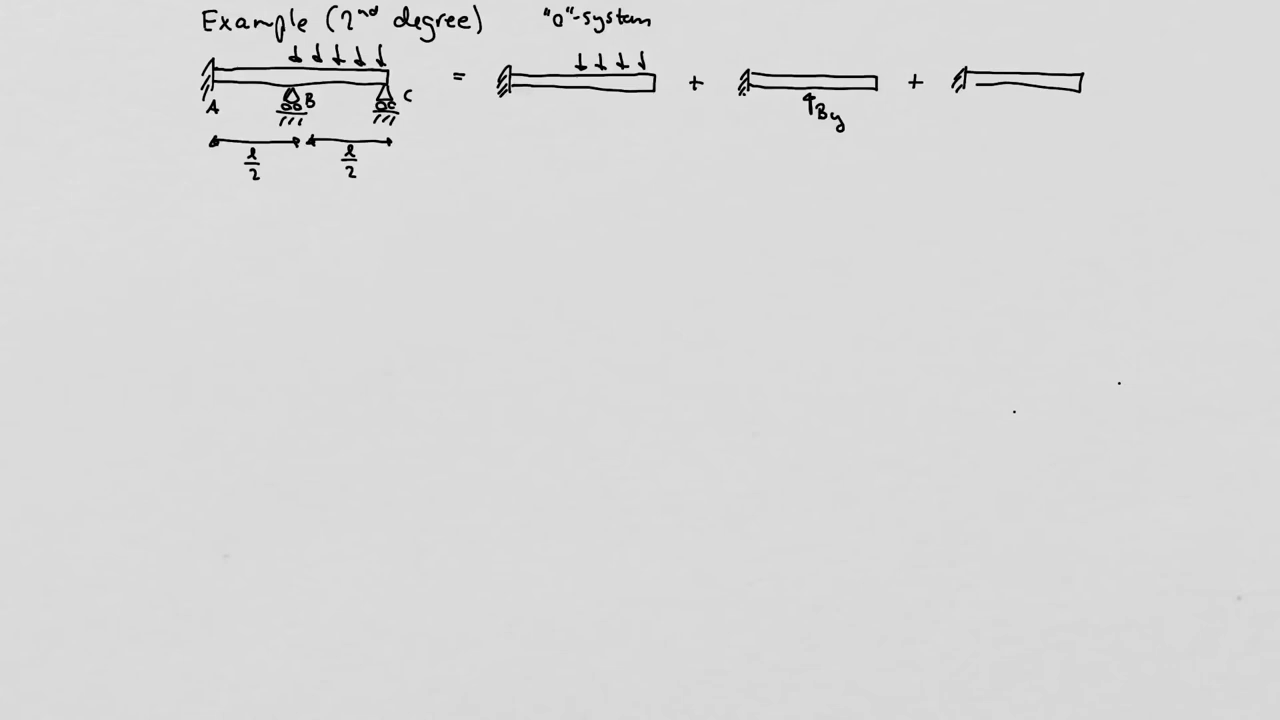 Example (2nd degree)
"0"-system
=
+
+
A
B
C
By
l/2
l/2